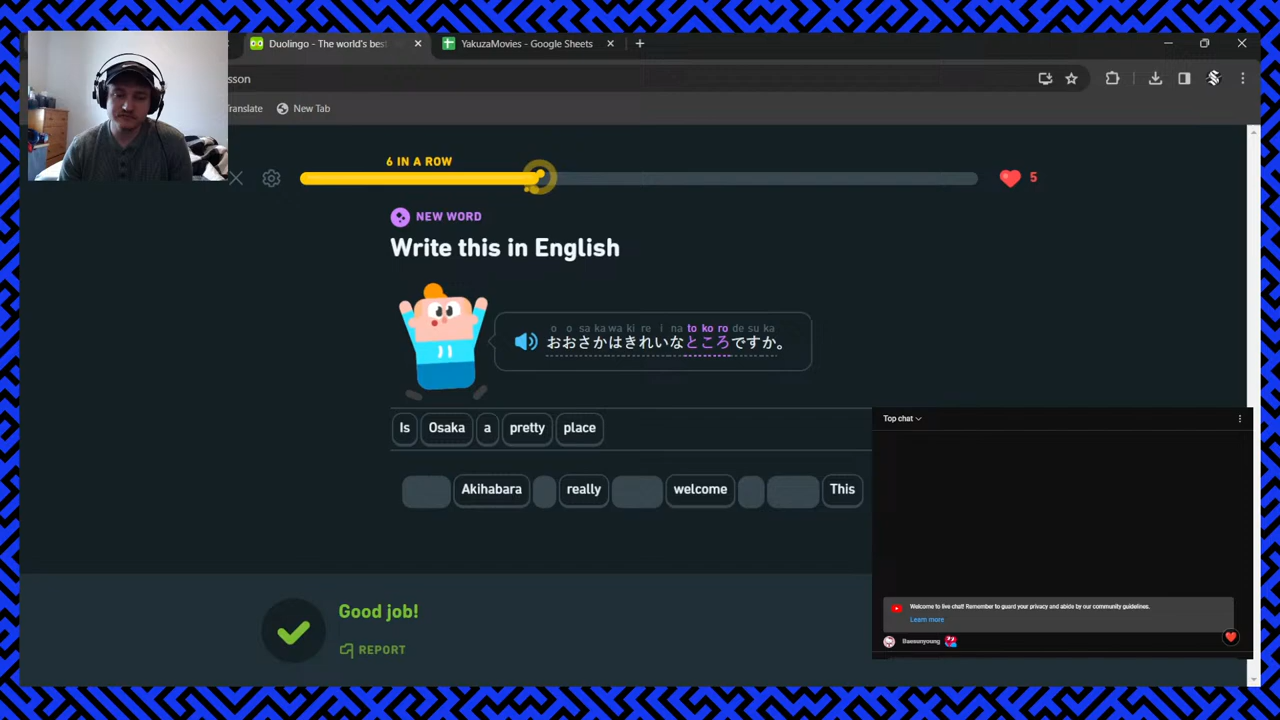 Duolingo - The world's best
YakuzaMovies - Google Sheets
sson
Translate
New Tab
6 IN A ROW
5
NEW WORD
Write this in English
o o sa ka wa ki re i na to ko ro de su ka
おおさかはきれいなところですか。
Is Osaka a pretty place
Akihabara really welcome This
Top chat
Welcome to live chat! Remember to guard your privacy and abide by our community guidelines.
Learn more
Baesunyoung
Good job!
REPORT